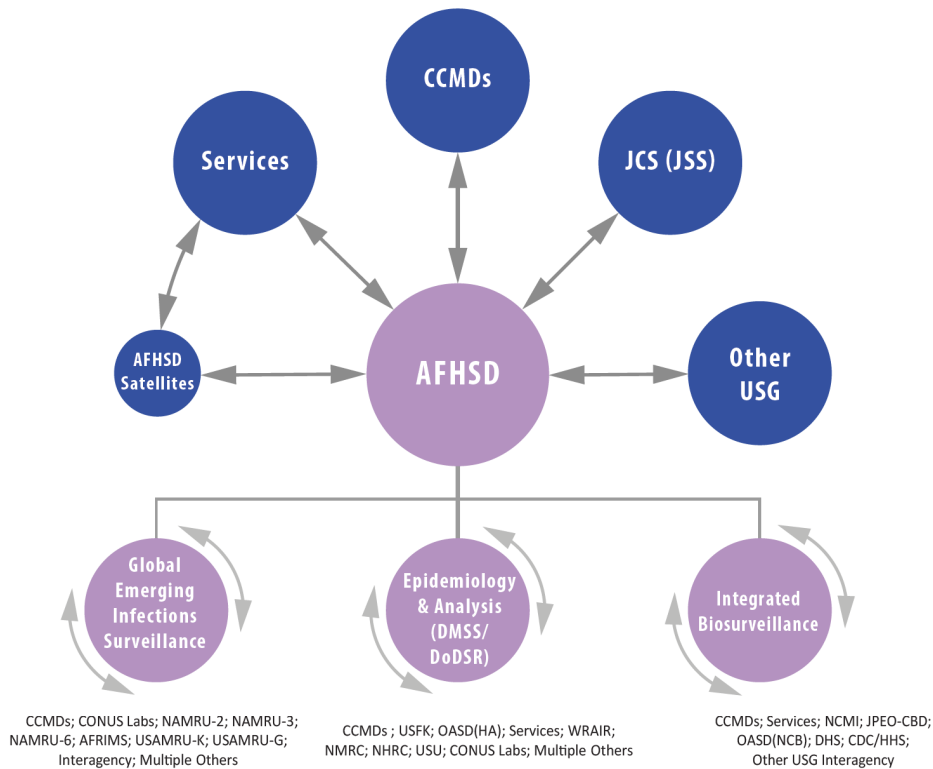 CCMDs
Services
JCS (JSS)
AFHSD
Satellites
AFHSD
Other
USG
Global
Emerging
Infections
Surveillance
Epidemiology
& Analysis
(DMSS/
DoDSR)
Integrated
Biosurveillance
CCMDs; CONUS Labs; NAMRU-2; NAMRU-3;
NAMRU-6; AFRIMS; USAMRU-K; USAMRU-G;
Interagency; Multiple Others
CCMDs ; USFK; OASD(HA); Services; WRAIR;
NMRC; NHRC; USU; CONUS Labs; Multiple Others
CCMDs; Services; NCMI; JPEO-CBD;
OASD(NCB); DHS; CDC/HHS;
Other USG Interagency